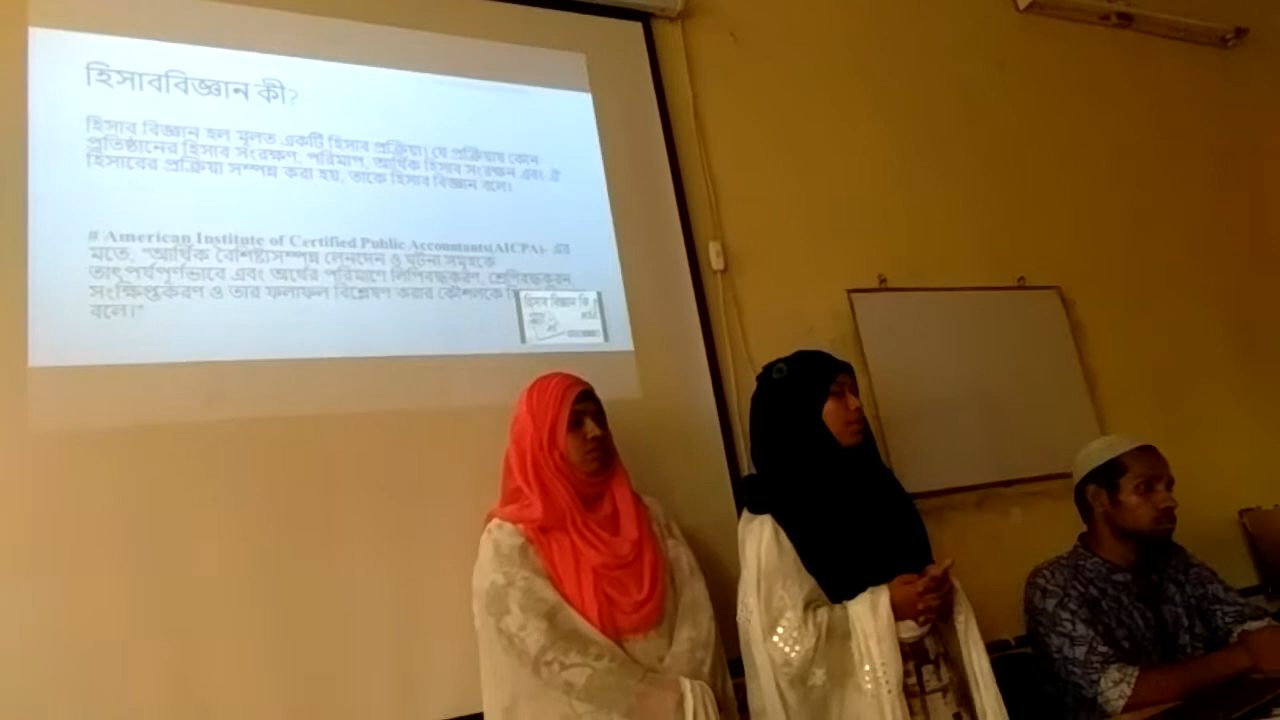 হিসাববিজ্ঞান কী?
হিসাব বিজ্ঞান হল মূলত একটি হিসাব প্রক্রিয়া। যে প্রক্রিয়ায় কোন
প্রতিষ্ঠানের হিসাব সংরক্ষণ, পরিমাপ, আর্থিক হিসাব সংরক্ষন এবং ঐ
হিসাবের প্রক্রিয়া সম্পন্ন করা হয়, তাকে হিসাব বিজ্ঞান বলে।
# American Institute of Certified Public Accountants(AICPA)- এর
মতে, "আর্থিক বৈশিষ্ট্যসম্পন্ন লেনদেন ও ঘটনা সমূহকে
তাৎপর্যপূর্ণভাবে এবং অর্থের পরিমাপে লিপিবদ্ধকরণ, শ্রেণিবদ্ধকরন,
সংক্ষিপ্তকরণ ও তার ফলাফল বিশ্লেষণ করার কৌশলকে
বলে।"
হিসাব বিজ্ঞান কি